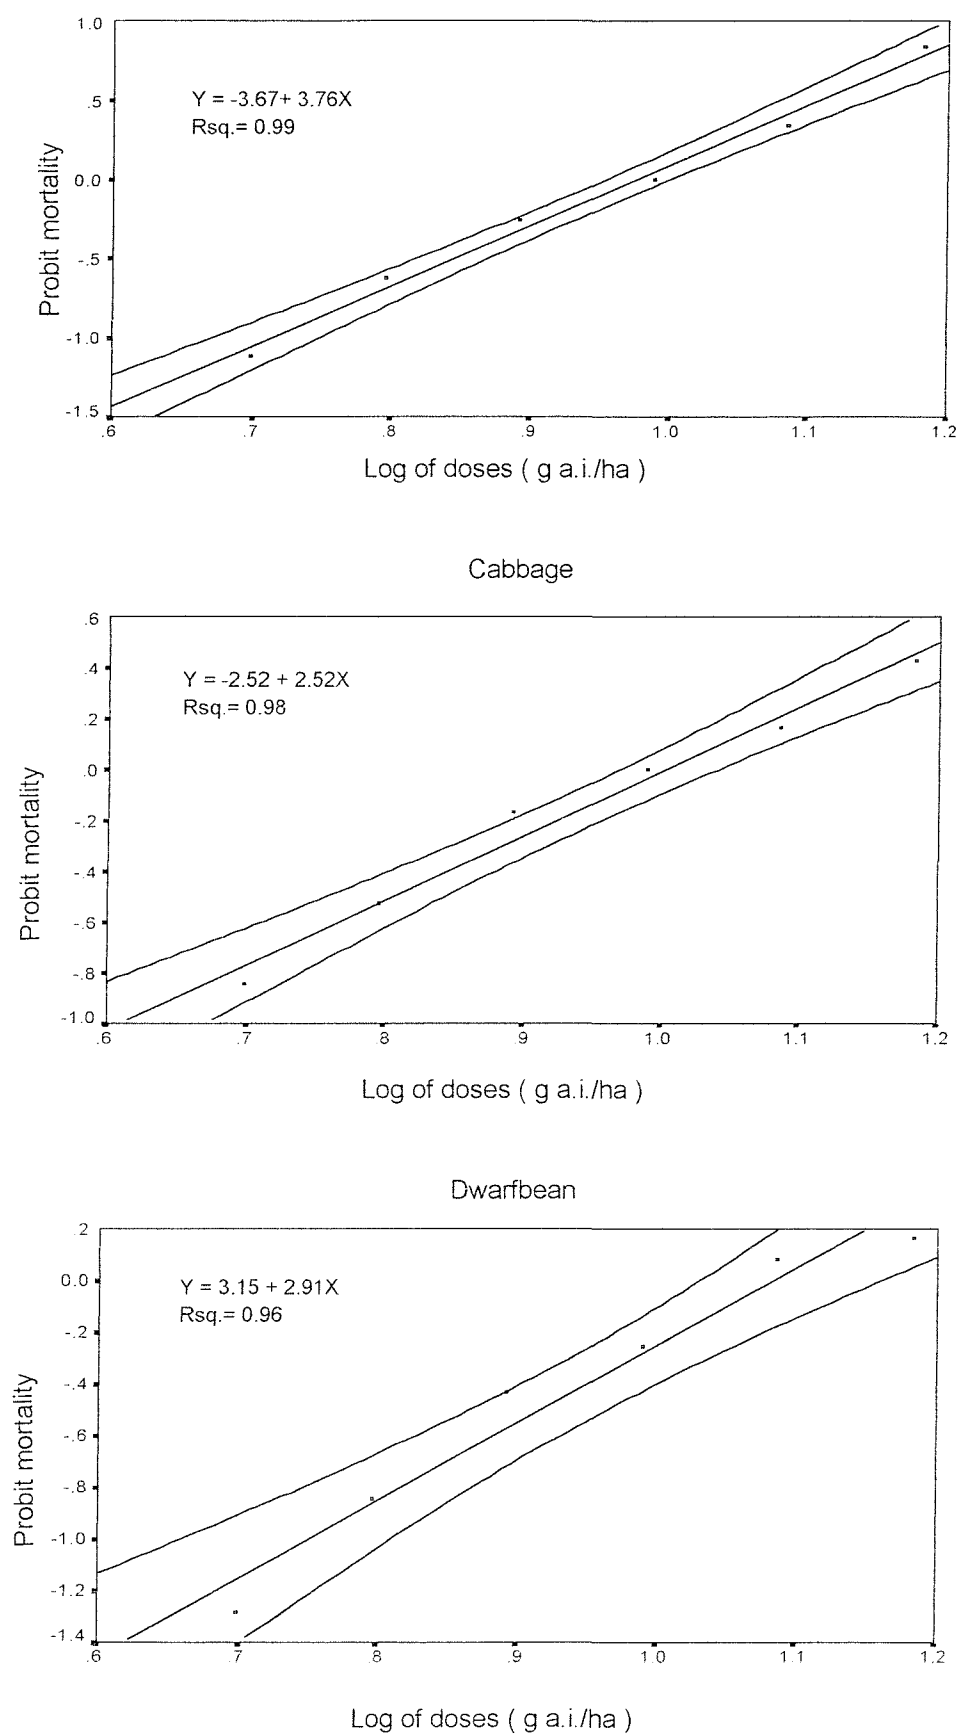 1.0
.5
0.0
-.5
-1.0
-1.5
Probit mortality
Y = -3.67+ 3.76X
Rsq.= 0.99
.6 .7 .8 .9 1.0 1.1 1.2
Log of doses ( g a.i./ha )
Cabbage
.6
.4
.2
.0
-.2
-.4
-.6
-.8
-1.0
Probit mortality
Y = -2.52 + 2.52X
Rsq.= 0.98
.6 .7 .8 .9 1.0 1.1 1.2
Log of doses ( g a.i./ha )
Dwarfbean
.2
0.0
-.2
-.4
-.6
-.8
-1.0
-1.2
-1.4
Probit mortality
Y = 3.15 + 2.91X
Rsq.= 0.96
.6 .7 .8 .9 1.0 1.1 1.2
Log of doses ( g a.i./ha )